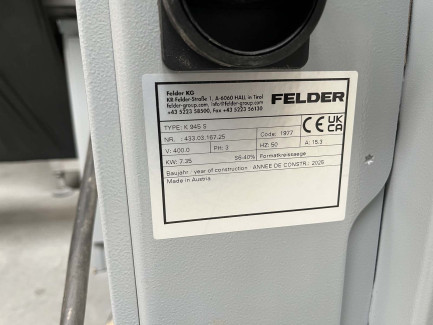 Felder KG
KR Felder-Straße 1, A-6060 HALL in Tirol
felder-group.com, info@felder-group.com
+43 5223 58500, Fax +43 5223 56130
FELDER
TYPE: K 945 S
NR. : 433.03.167.25 Code: 1977
V: 400.0 PH: 3 HZ: 50 A: 15.3
KW: 7.35 S6-40% Formatkreissaege
Baujahr / year of construction / ANNEE DE CONSTR.: 2025
Made in Austria
CE UK CA